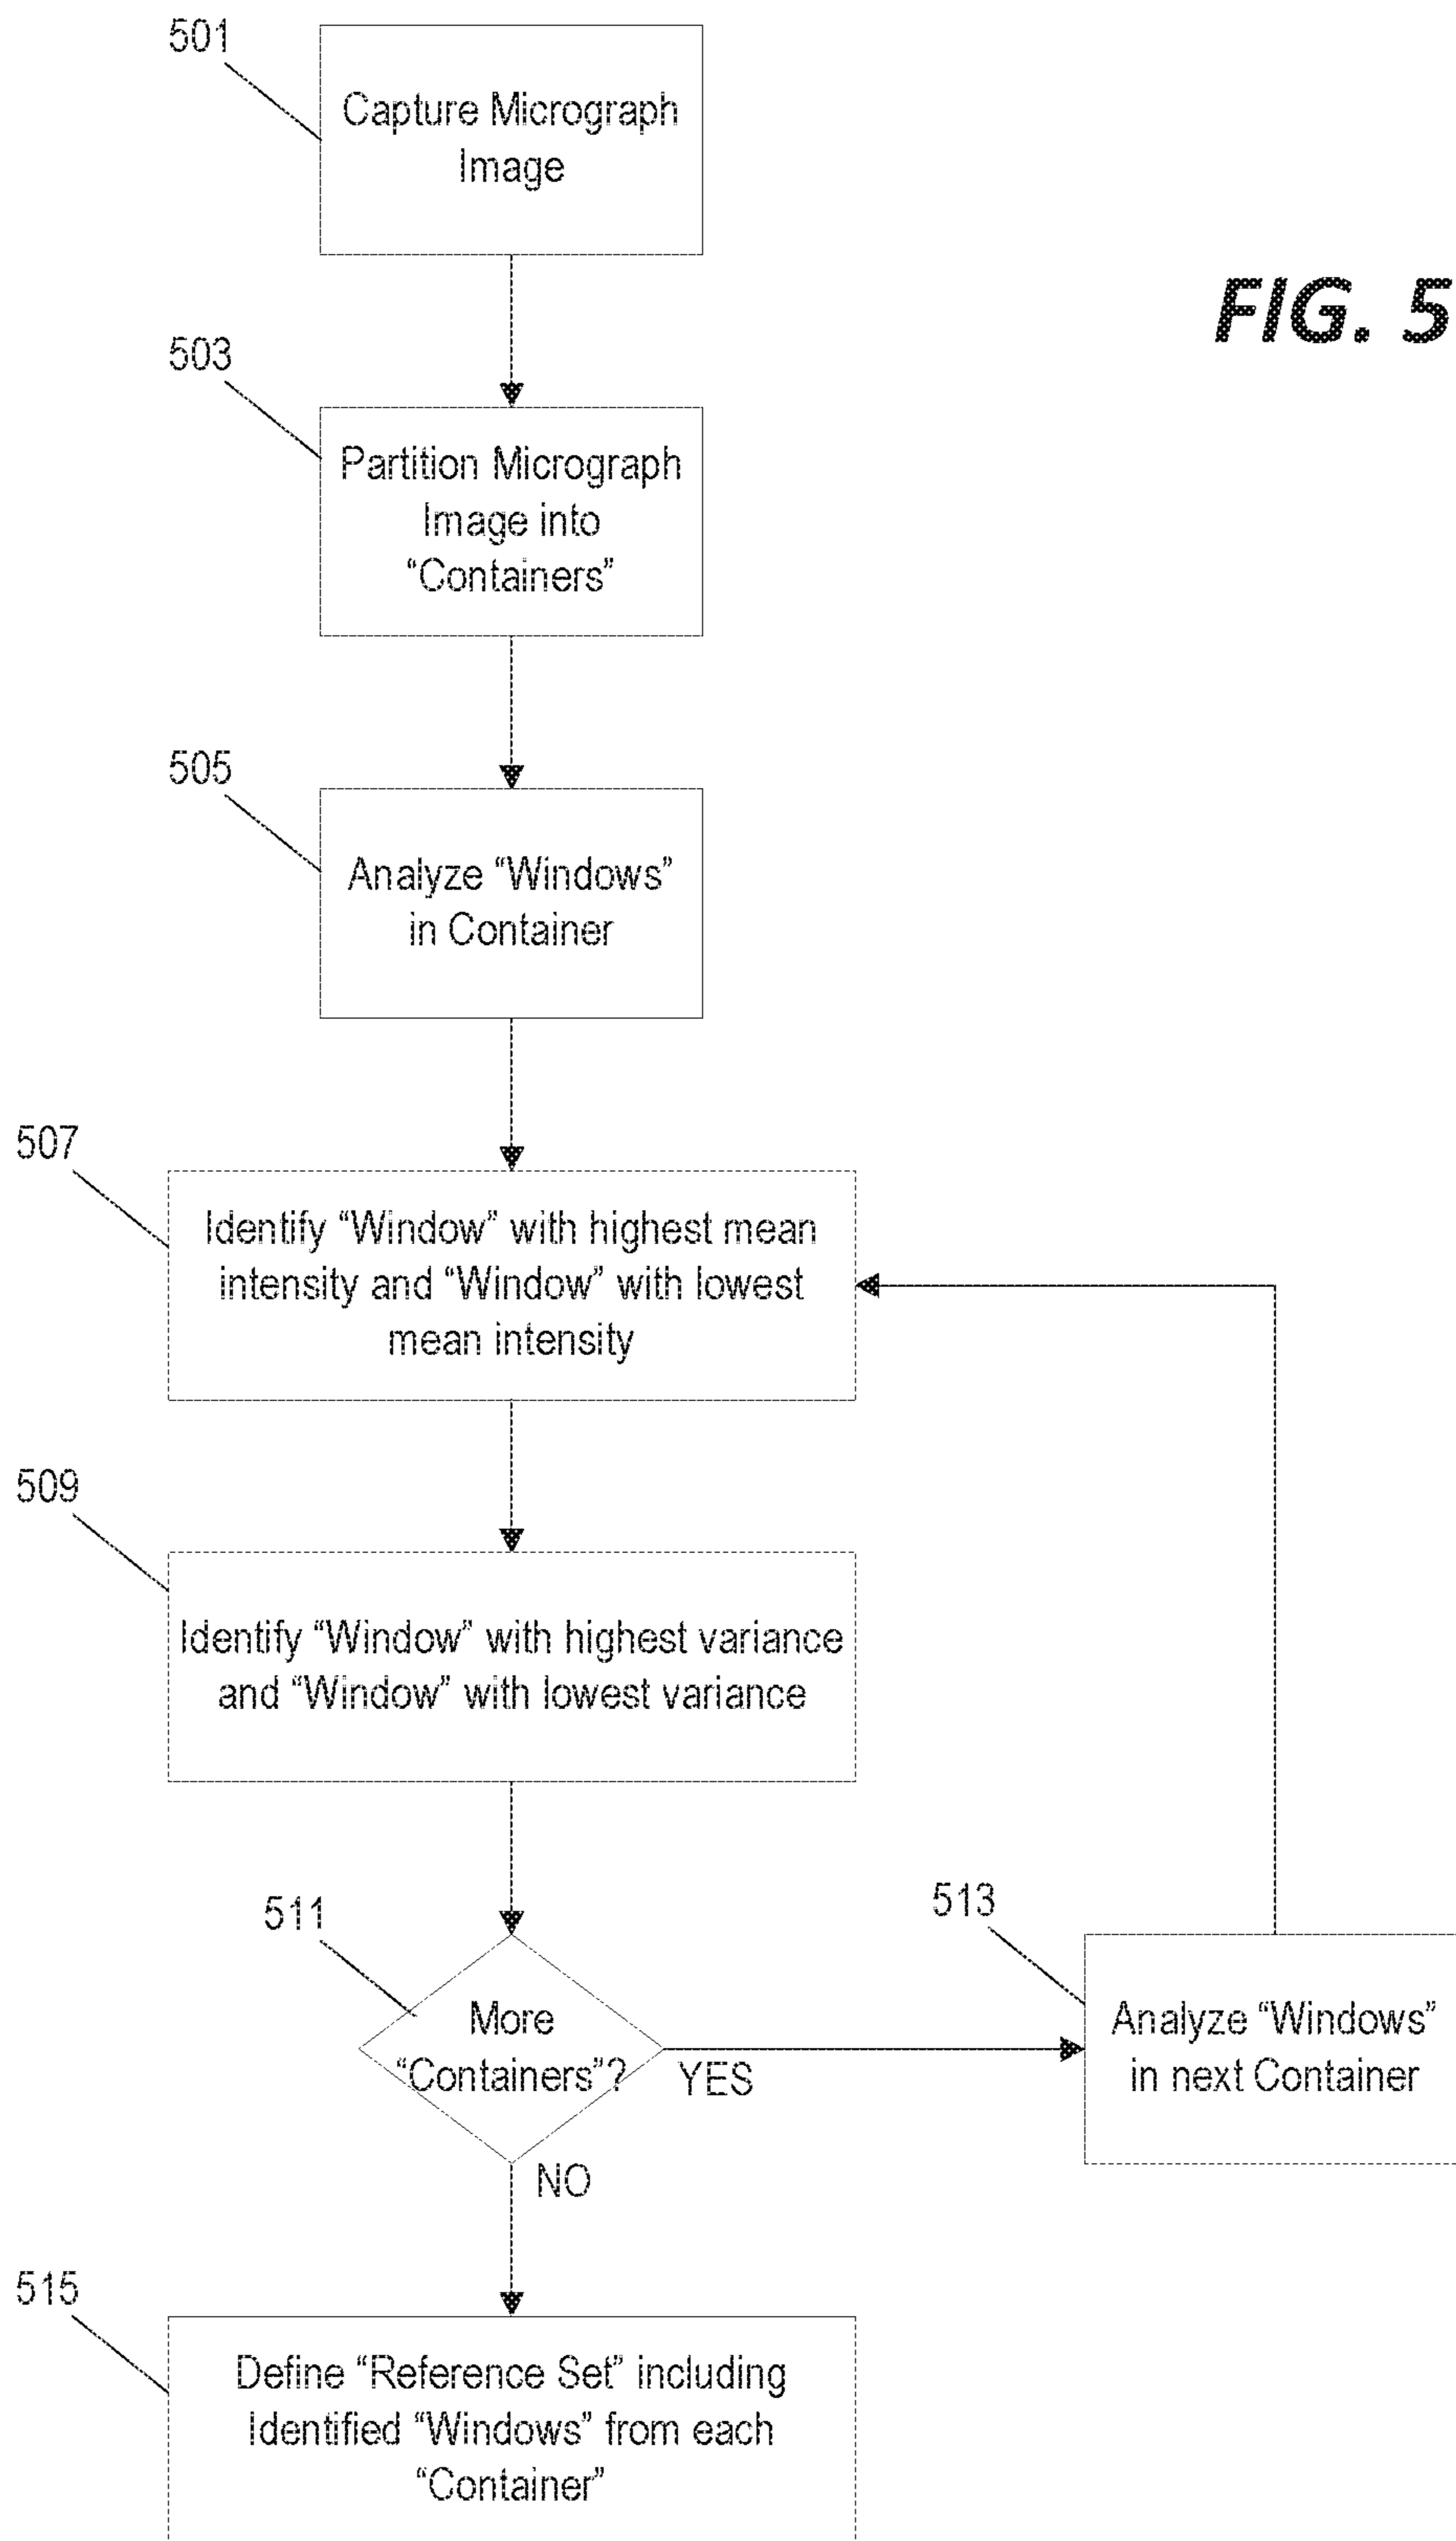 501
Capture Micrograph
Image
FIG. 5
503
Partition Micrograph
Image into
“Containers”
505
Analyze “Windows”
in Container
507
Identify “Window” with highest mean
intensity and “Window” with lowest
mean intensity
509
Identify “Window” with highest variance
and “Window” with lowest variance
511
More
“Containers”?
YES
NO
513
Analyze “Windows”
in next Container
515
Define “Reference Set” including
Identified “Windows” from each
“Container”